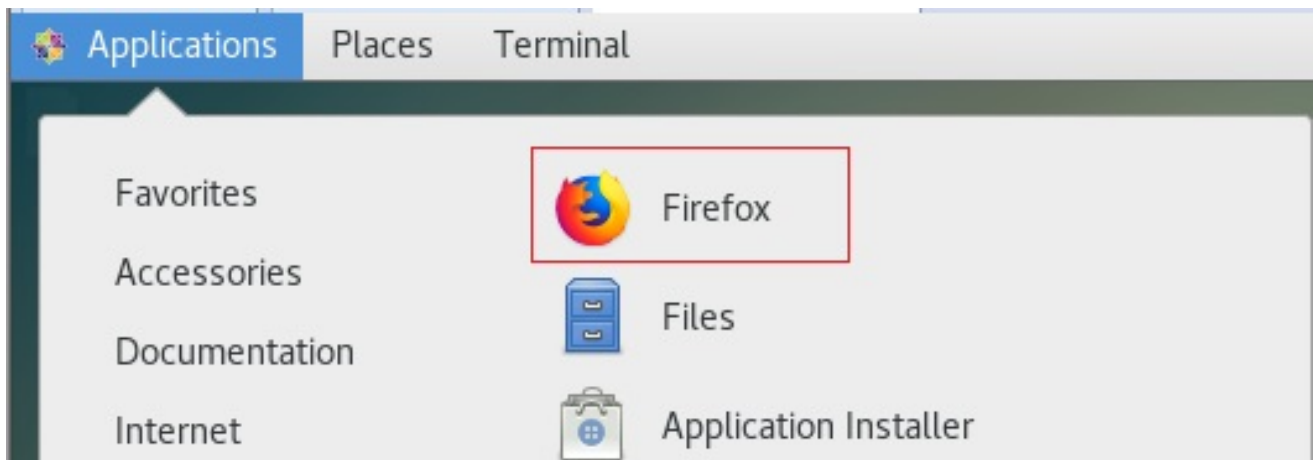 Applications Places Terminal
Favorites
Accessories
Documentation
Internet
Firefox
Files
Application Installer